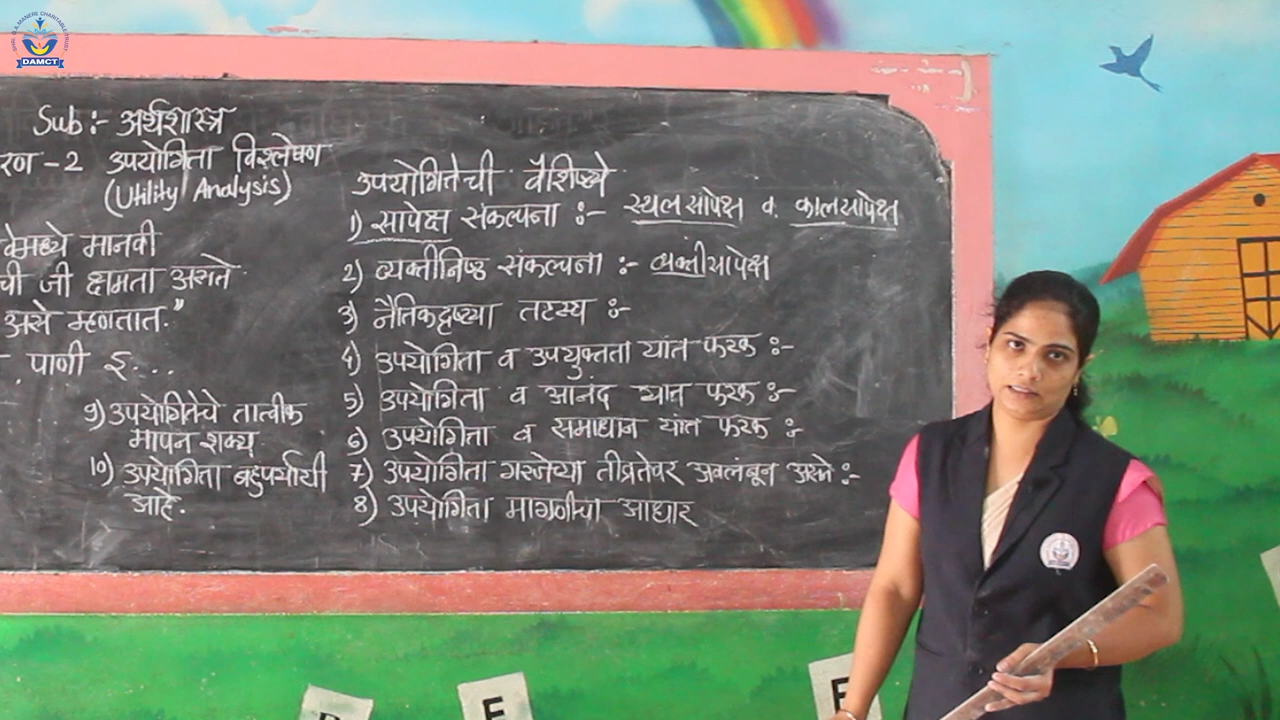 DAMCT
Sub:- अर्थशास्त्र
रण -2 उपयोगिता विश्लेषण
(Utility Analysis)
वेमध्ये मानवी
ची जी क्षमता असते
असे म्हणतात."
पाणी इ...
9) उपयोगितेचे तात्वीक
मापन शक्य
10) उपयोगिता बहुपर्यायी
आहे.
उपयोगितेची वैशिष्ट्ये
1) सापेक्ष संकल्पना :- स्थलसापेक्ष व कालसापेक्ष
2) व्यक्तीनिष्ठ संकल्पना :- व्यक्तीसापेक्ष
3) नैतिकदृष्ट्या तटस्थ :-
4) उपयोगिता व उपयुक्तता यांत फरक :-
5) उपयोगिता व आनंद यांत फरक :-
6) उपयोगिता व समाधान यांत फरक :-
7) उपयोगिता गरजेच्या तीव्रतेवर अवलंबून असते :-
8) उपयोगिता मागणीचा आधार
E